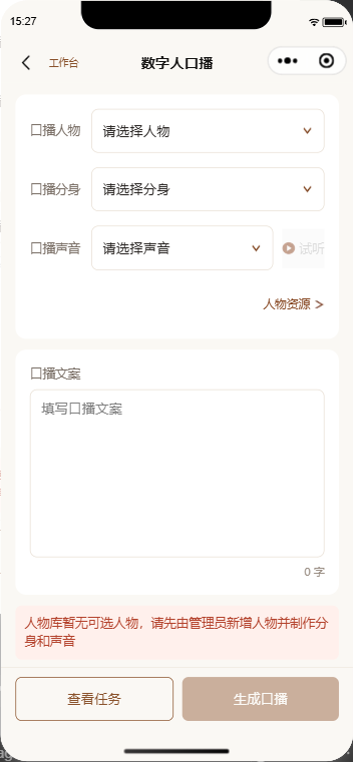 15:27
工作台
数字人口播
口播人物
请选择人物
口播分身
请选择分身
口播声音
请选择声音
试听
人物资源 >
口播文案
填写口播文案
0 字
人物库暂无可选人物，请先由管理员新增人物并制作分
身和声音
查看任务
生成口播